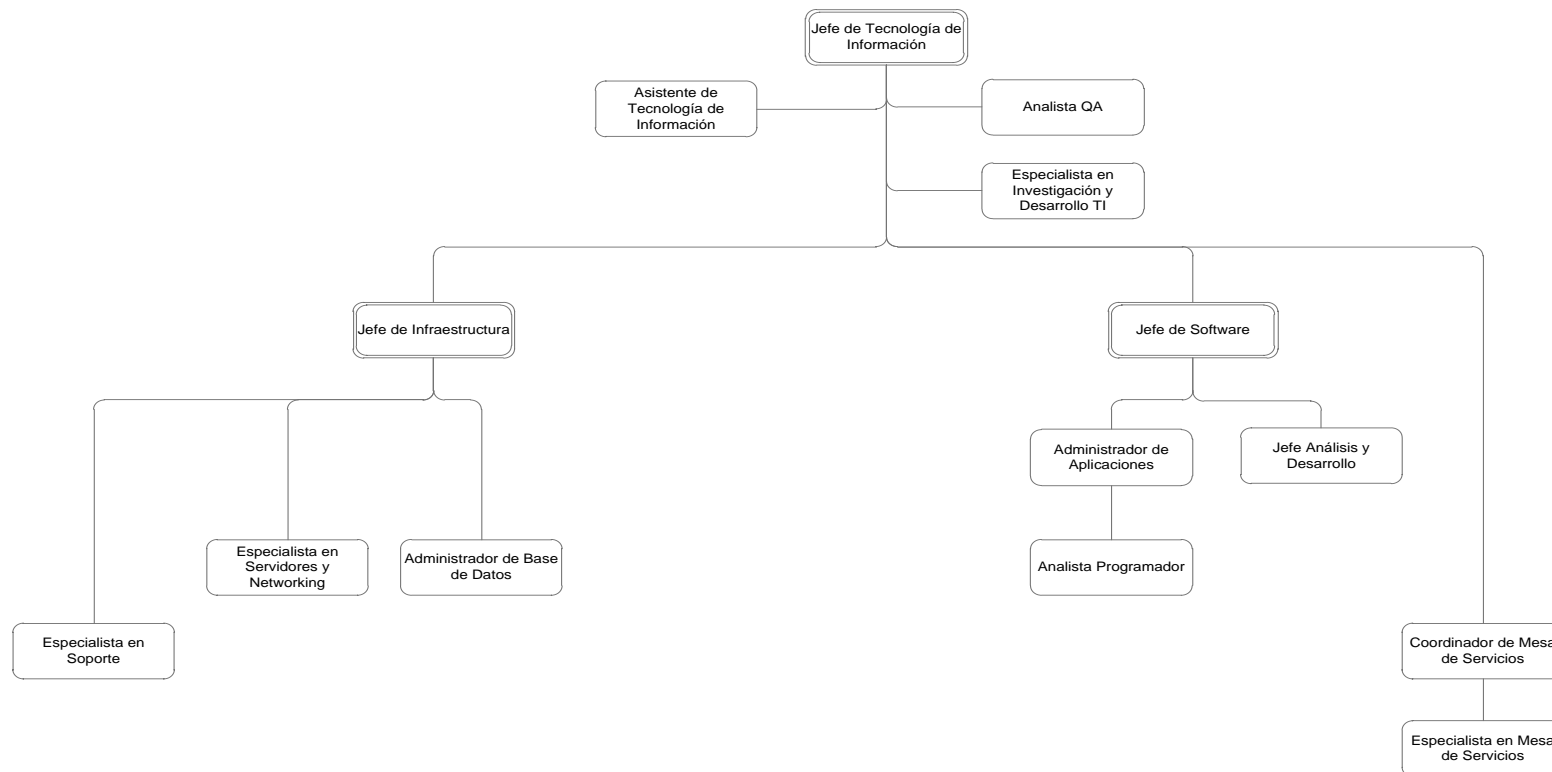 Jefe de Tecnología de
Información
Asistente de
Tecnología de
Información
Analista QA
Especialista en
Investigación y
Desarrollo TI
Jefe de Infraestructura
Jefe de Software
Administrador de
Aplicaciones
Jefe Análisis y
Desarrollo
Especialista en
Servidores y
Networking
Administrador de Base
de Datos
Analista Programador
Especialista en
Soporte
Coordinador de Mesa
de Servicios
Especialista en Mesa
de Servicios